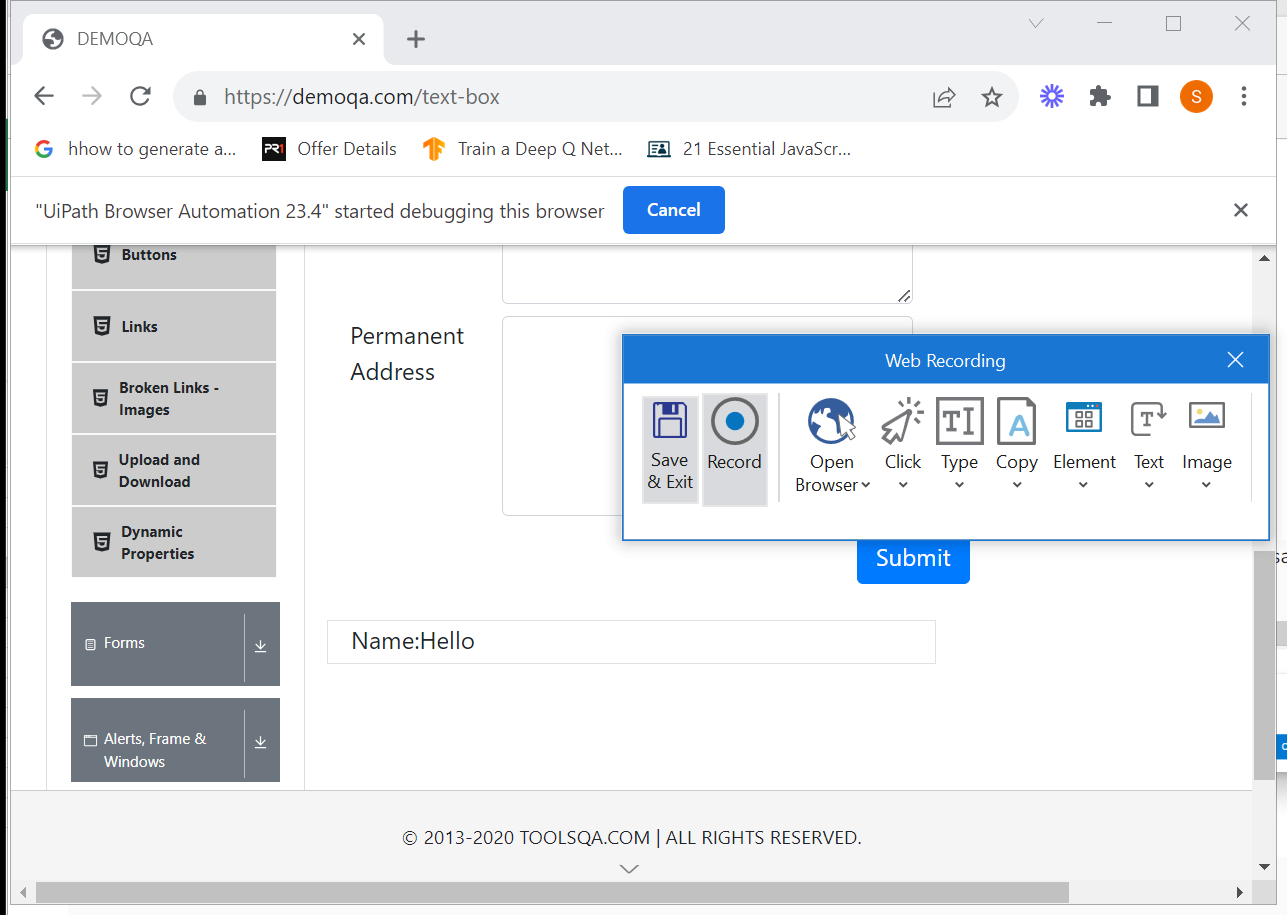 DEMOQA
https://demoqa.com/text-box
S
hhow to generate a...
PR1
Offer Details
Train a Deep Q Net...
21 Essential JavaScr...
"UiPath Browser Automation 23.4" started debugging this browser
Cancel
Buttons
Links
Broken Links -
Images
Upload and
Download
Dynamic
Properties
Forms
Alerts, Frame &
Windows
Permanent
Address
Web Recording
Save
& Exit
Record
Open
Browser
Click
Type
Copy
Element
Text
Image
Submit
Name:Hello
© 2013-2020 TOOLSQA.COM | ALL RIGHTS RESERVED.